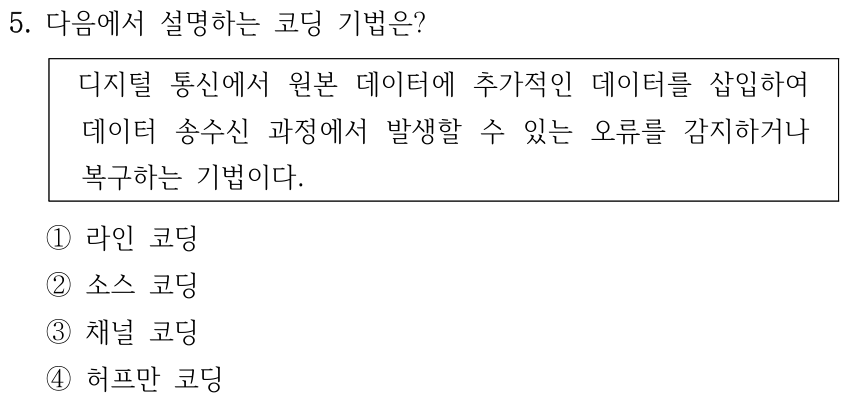 5. 다음에서 설명하는 코딩 기법은?
디지털 통신에서 원본 데이터에 추가적인 데이터를 삽입하여
데이터 송수신 과정에서 발생할 수 있는 오류를 감지하거나
복구하는 기법이다.
① 라인 코딩
② 소스 코딩
③ 채널 코딩
④ 허프만 코딩